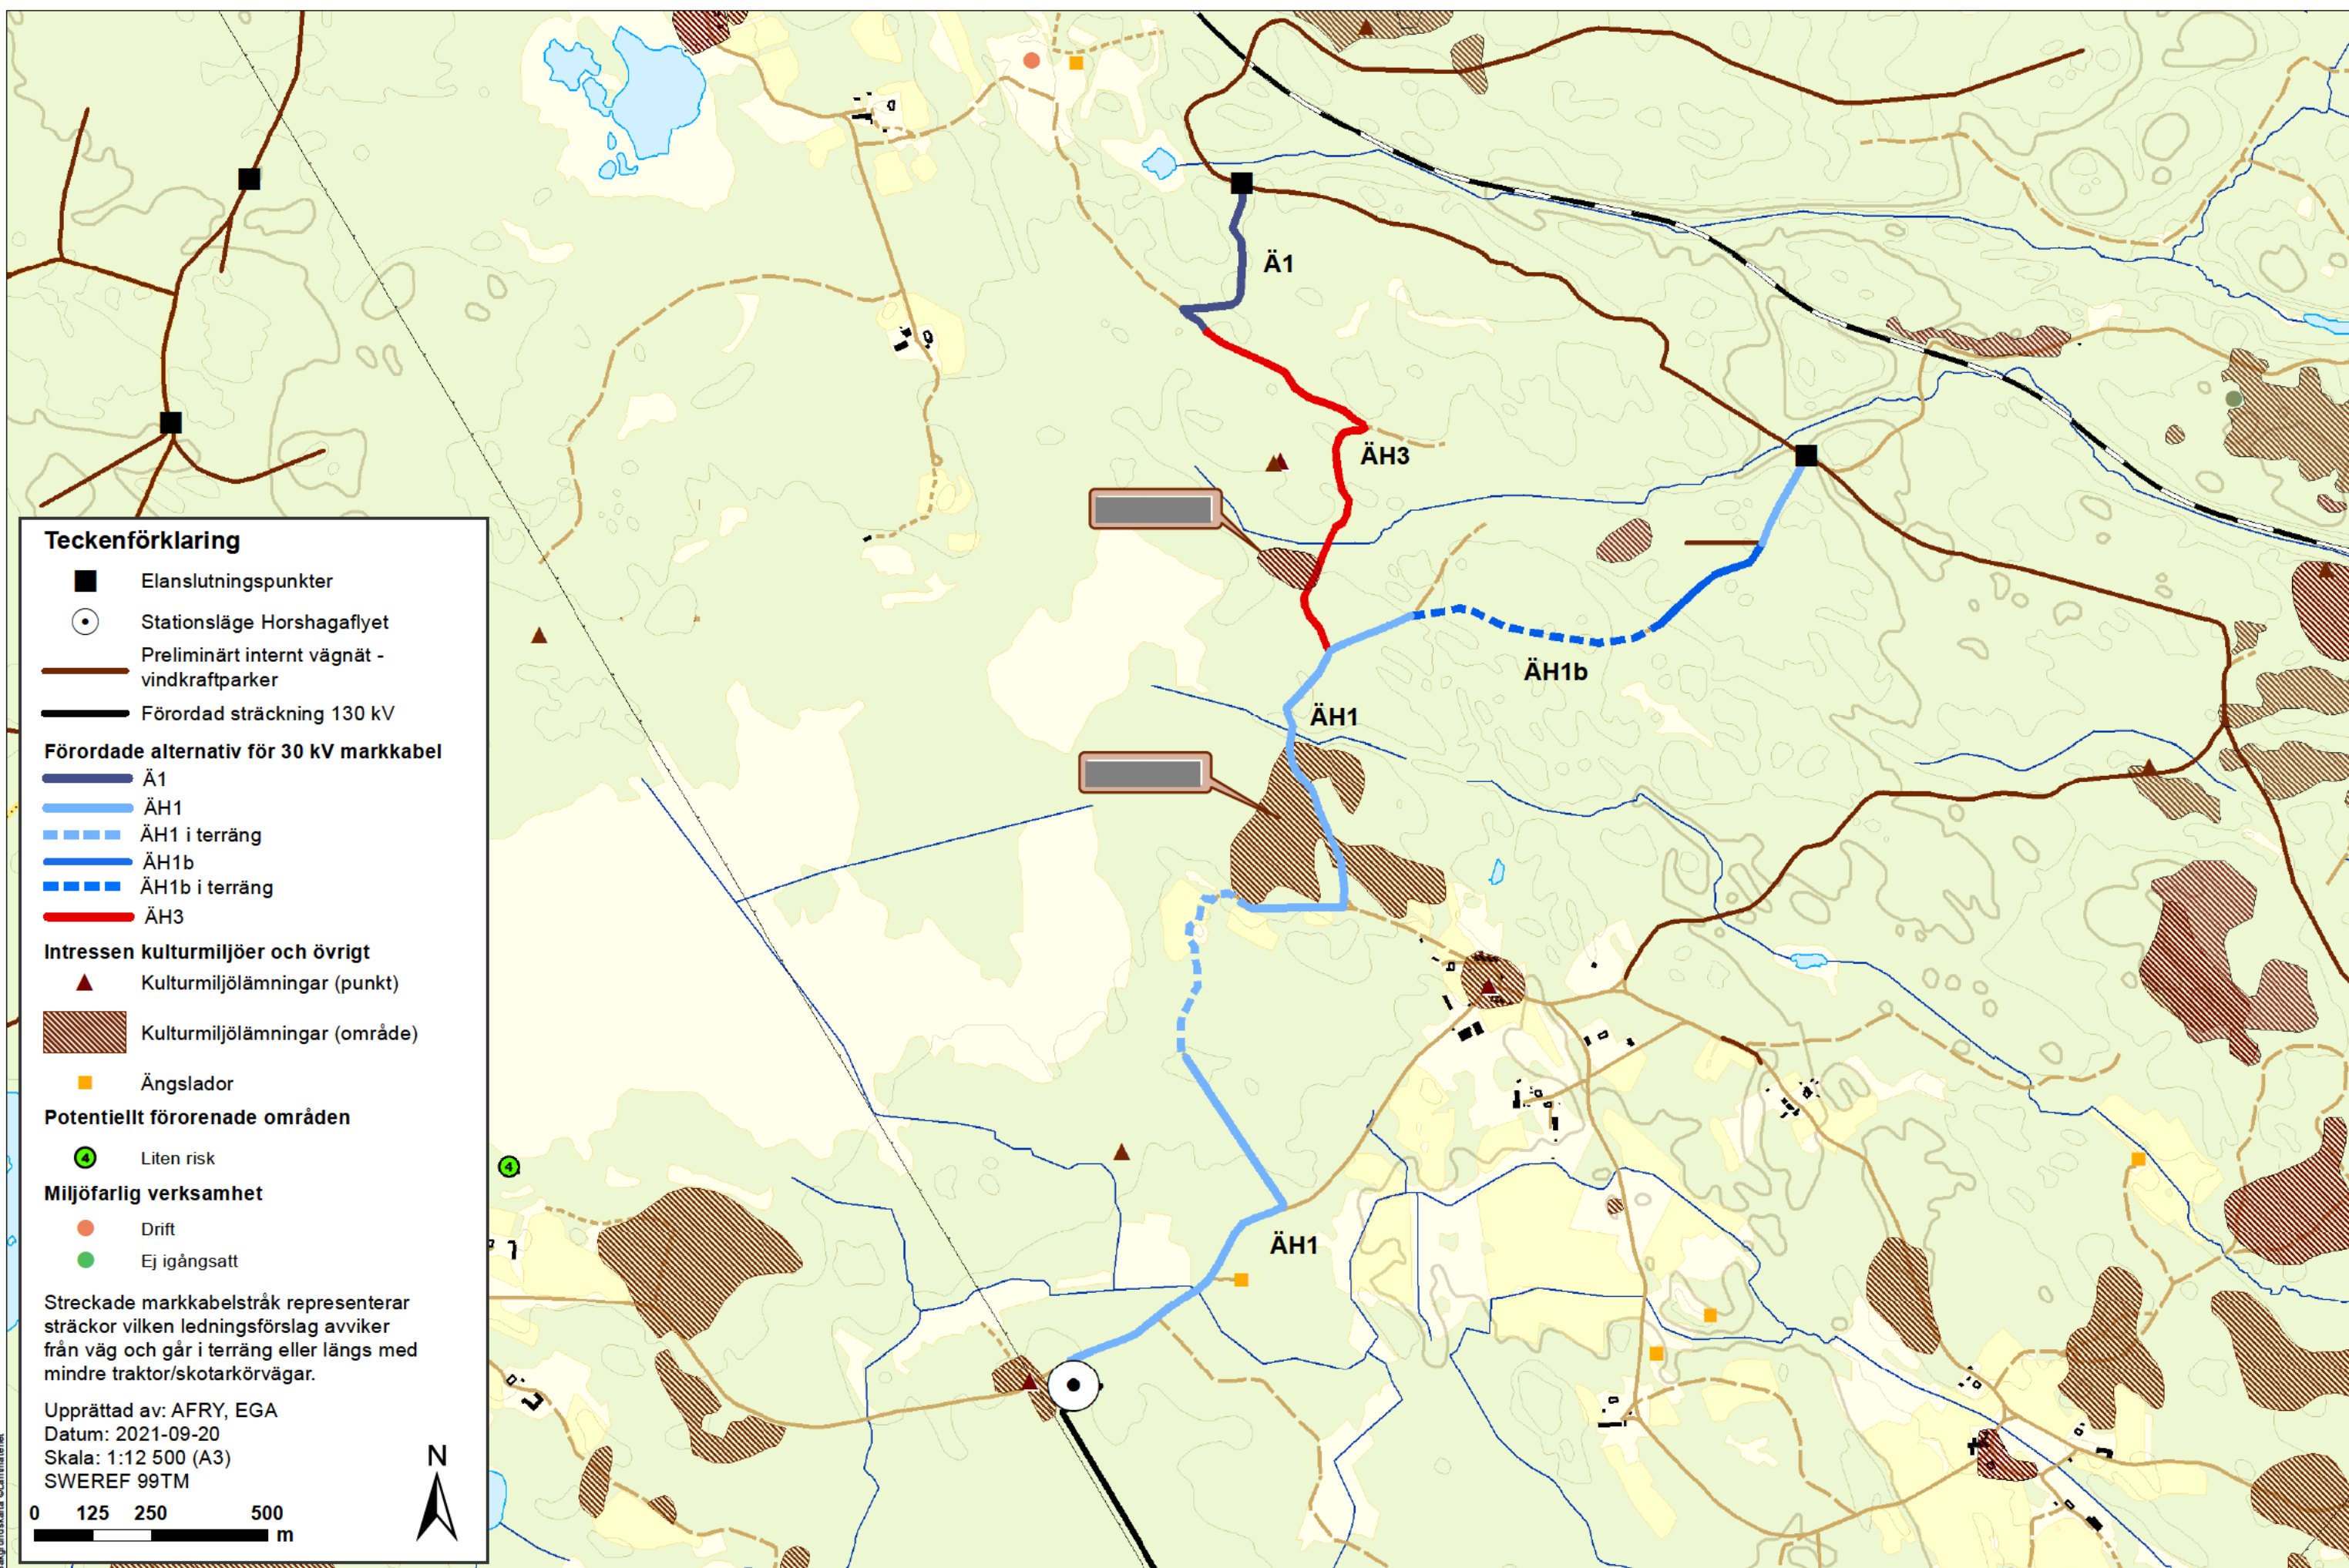 Ä1
ÄH3
ÄH1b
ÄH1
ÄH1
4
Teckenförklaring
Elanslutningspunkter
Stationsläge Horshagaflyet
Preliminärt internt vägnät -
vindkraftparker
Förordad sträckning 130 kV
Förordade alternativ för 30 kV markkabel
Ä1
ÄH1
ÄH1 i terräng
ÄH1b
ÄH1b i terräng
ÄH3
Intressen kulturmiljöer och övrigt
Kulturmiljölämningar (punkt)
Kulturmiljölämningar (område)
Ängslador
Potentiellt förorenade områden
4 Liten risk
Miljöfarlig verksamhet
Drift
Ej igångsatt
Streckade markkabelstråk representerar
sträckor vilken ledningsförslag avviker
från väg och går i terräng eller längs med
mindre traktor/skotarkörvägar.
Upprättad av: AFRY, EGA
Datum: 2021-09-20
Skala: 1:12 500 (A3)
SWEREF 99TM
N
0 125 250 500
m